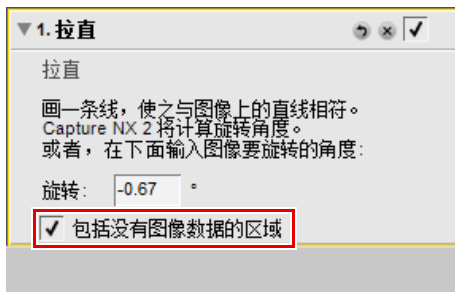 1. 拉直
拉直
画一条线，使之与图像上的直线相符。
Capture NX 2 将计算旋转角度。
或者，在下面输入图像要旋转的角度:
旋转: -0.67 °
包括没有图像数据的区域